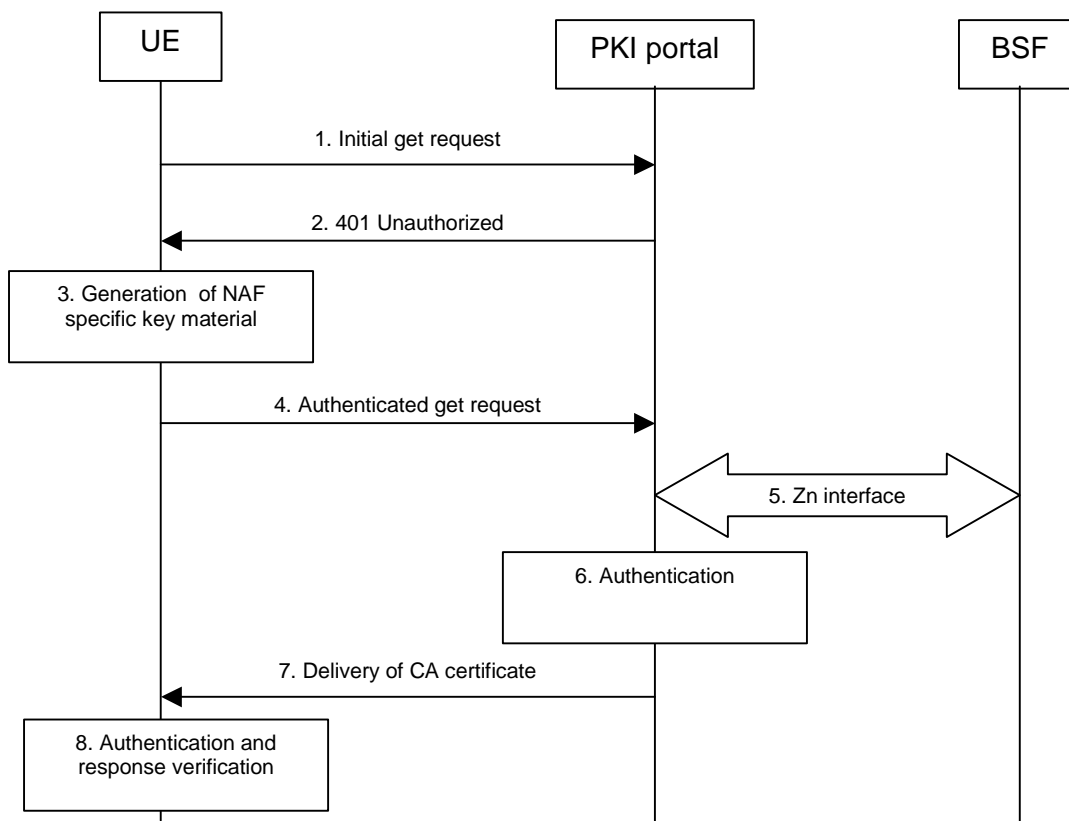 UE
PKI portal
BSF
1. Initial get request
2. 401 Unauthorized
3. Generation of NAF
specific key material
4. Authenticated get request
5. Zn interface
6. Authentication
7. Delivery of CA certificate
8. Authentication and
response verification